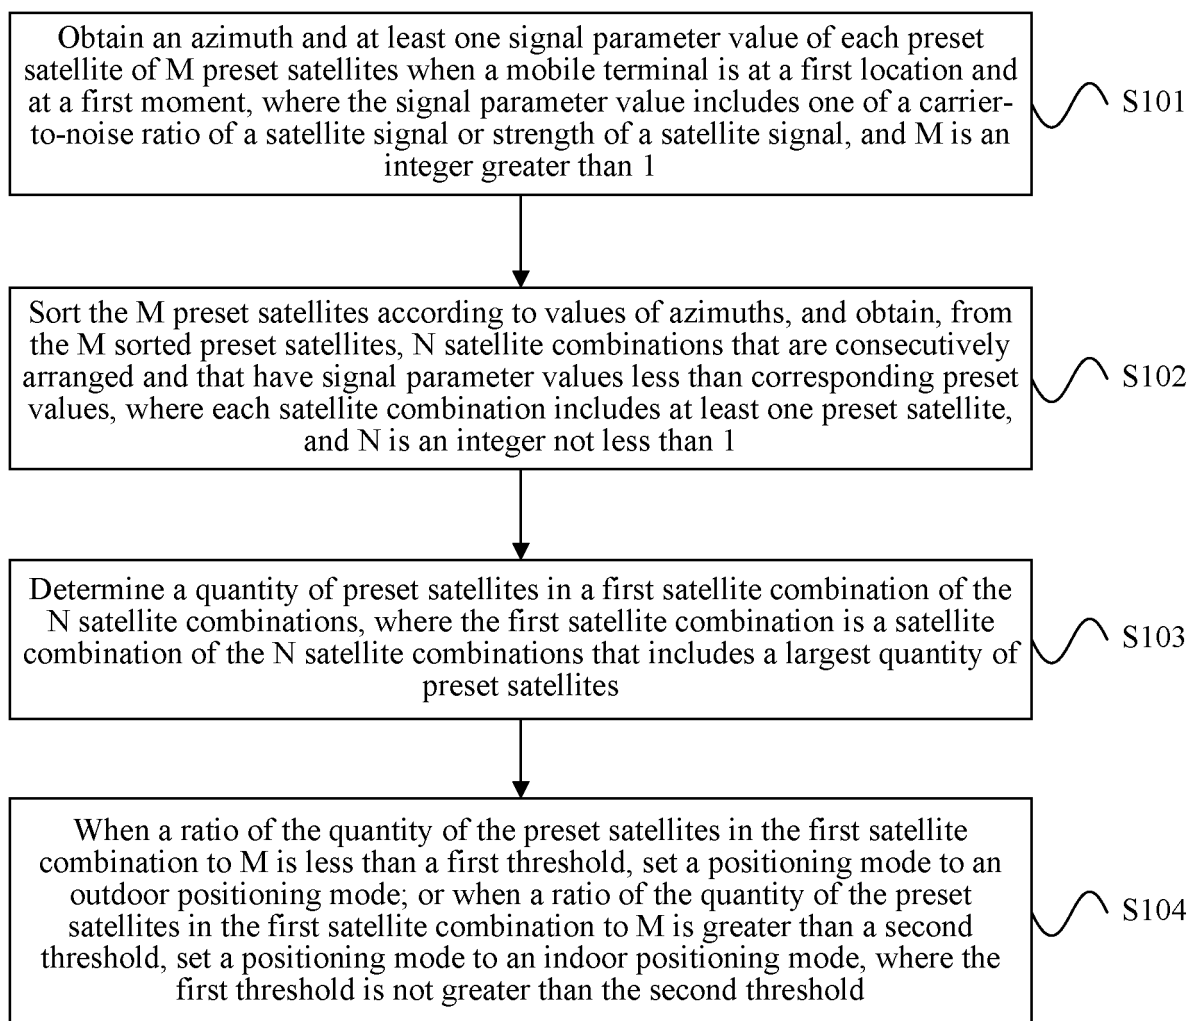 Obtain an azimuth and at least one signal parameter value of each preset
satellite of M preset satellites when a mobile terminal is at a first location and
at a first moment, where the signal parameter value includes one of a carrier-
to-noise ratio of a satellite signal or strength of a satellite signal, and M is an
integer greater than 1
S101
Sort the M preset satellites according to values of azimuths, and obtain, from
the M sorted preset satellites, N satellite combinations that are consecutively
arranged and that have signal parameter values less than corresponding preset
values, where each satellite combination includes at least one preset satellite,
and N is an integer not less than 1
S102
Determine a quantity of preset satellites in a first satellite combination of the
N satellite combinations, where the first satellite combination is a satellite
combination of the N satellite combinations that includes a largest quantity of
preset satellites
S103
When a ratio of the quantity of the preset satellites in the first satellite
combination to M is less than a first threshold, set a positioning mode to an
outdoor positioning mode; or when a ratio of the quantity of the preset
satellites in the first satellite combination to M is greater than a second
threshold, set a positioning mode to an indoor positioning mode, where the
first threshold is not greater than the second threshold
S104